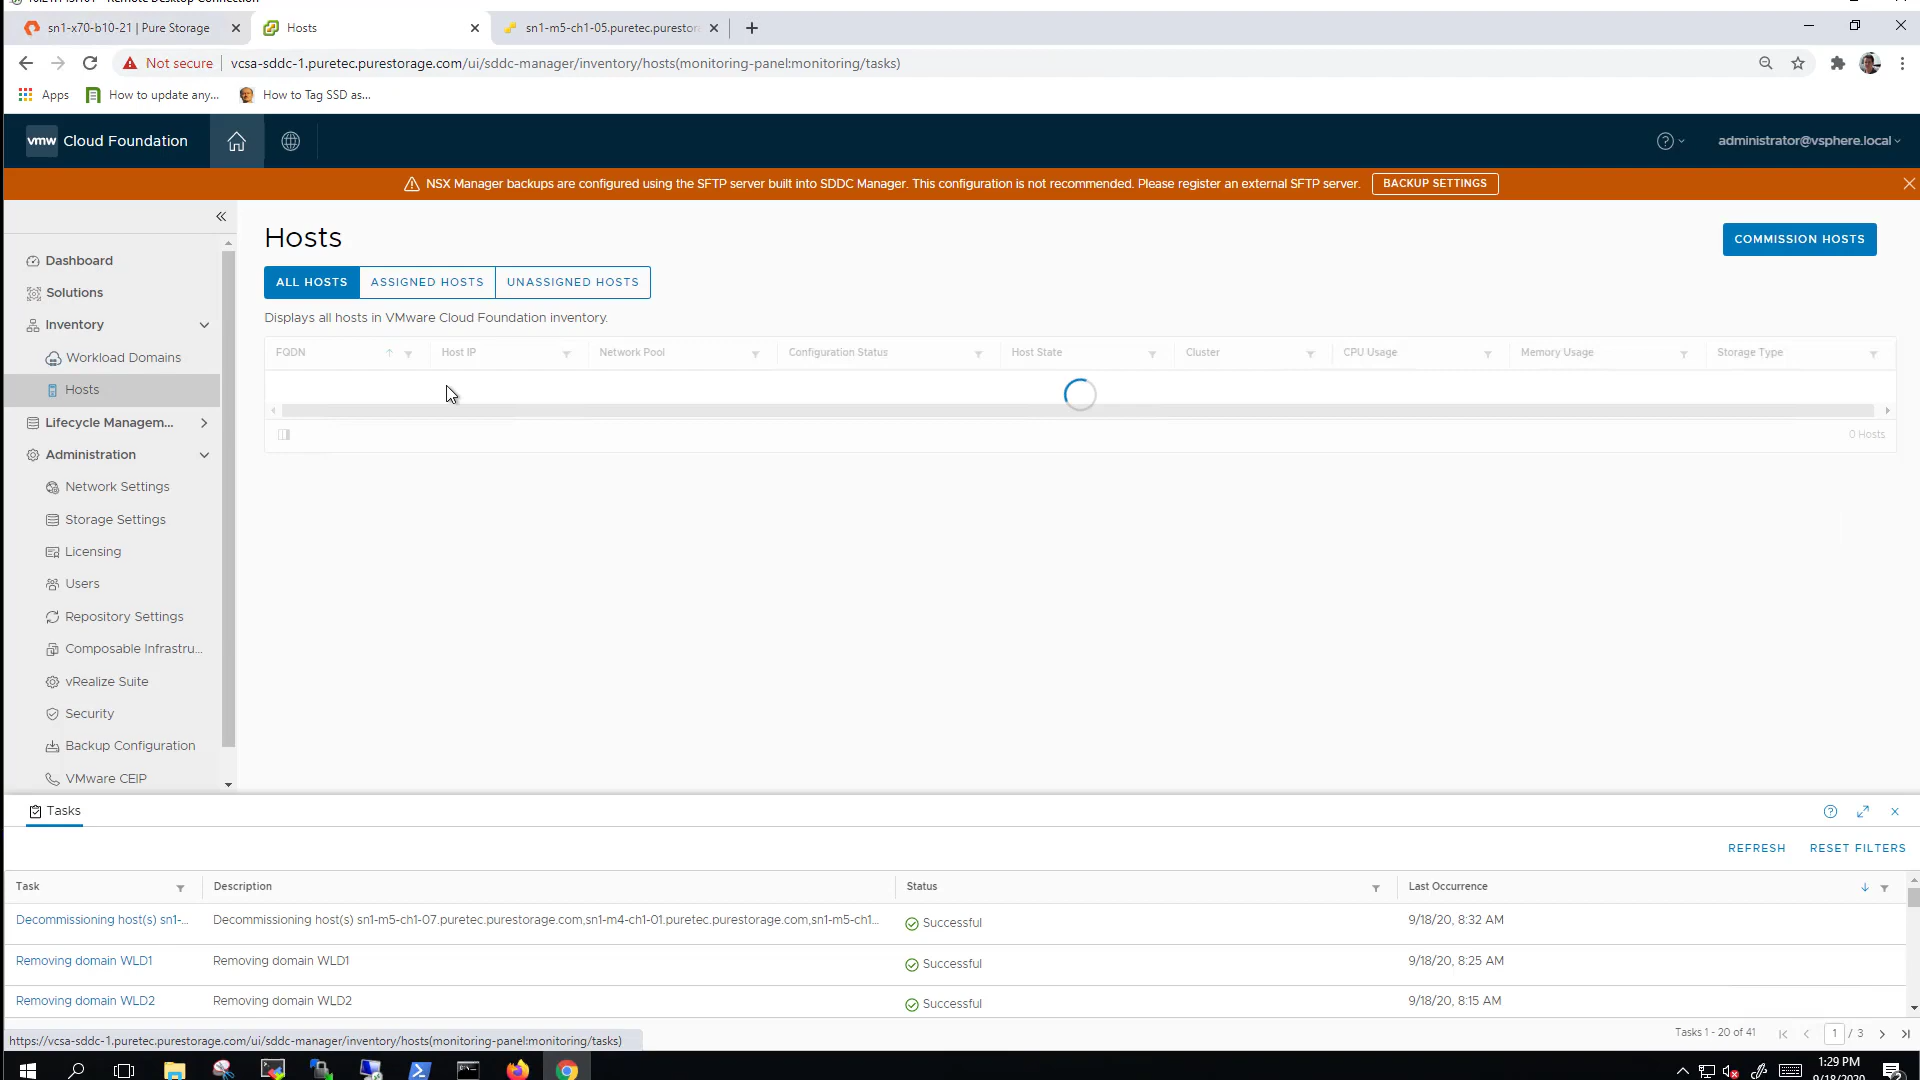 sn1-x70-b10-21 | Pure Storage
Hosts
sn1-m5-ch1-05.puretec.purestor
Not secure
vcsa-sddc-1.puretec.purestorage.com/ui/sddc-manager/inventory/hosts(monitoring-panel:monitoring/tasks)
Apps
How to update any...
How to Tag SSD as...
vmw Cloud Foundation
administrator@vsphere.local
NSX Manager backups are configured using the SFTP server built into SDDC Manager. This configuration is not recommended. Please register an external SFTP server.
BACKUP SETTINGS
Dashboard
Solutions
Inventory
Workload Domains
Hosts
Lifecycle Managem...
Administration
Network Settings
Storage Settings
Licensing
Users
Repository Settings
Composable Infrastru...
vRealize Suite
Security
Backup Configuration
VMware CEIP
Hosts
COMMISSION HOSTS
ALL HOSTS
ASSIGNED HOSTS
UNASSIGNED HOSTS
Displays all hosts in VMware Cloud Foundation inventory.
FQDN Host IP Network Pool Configuration Status Host State Cluster CPU Usage Memory Usage Storage Type
0 Hosts
Tasks
REFRESH RESET FILTERS
Task Description Status Last Occurrence
Decommissioning host(s) sn1-... Decommissioning host(s) sn1-m5-ch1-07.puretec.purestorage.com,sn1-m4-ch1-01.puretec.purestorage.com,sn1-m5-ch1... Successful 9/18/20, 8:32 AM
Removing domain WLD1 Removing domain WLD1 Successful 9/18/20, 8:25 AM
Removing domain WLD2 Removing domain WLD2 Successful 9/18/20, 8:15 AM
Tasks 1 - 20 of 41
1 / 3
https://vcsa-sddc-1.puretec.purestorage.com/ui/sddc-manager/inventory/hosts(monitoring-panel:monitoring/tasks)
1:29 PM
9/18/2020